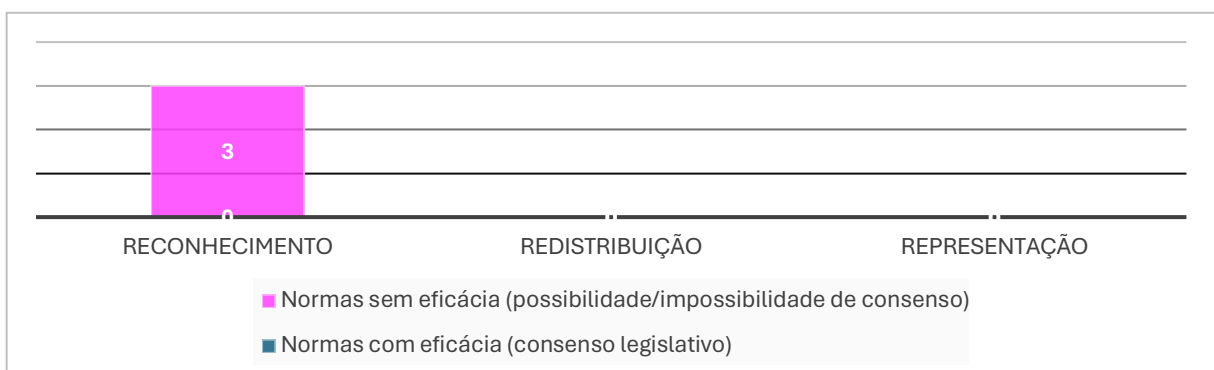 3
0
RECONHECIMENTO REDISTRIBUIÇÃO REPRESENTAÇÃO
Normas sem eficácia (possibilidade/impossibilidade de consenso)
Normas com eficácia (consenso legislativo)